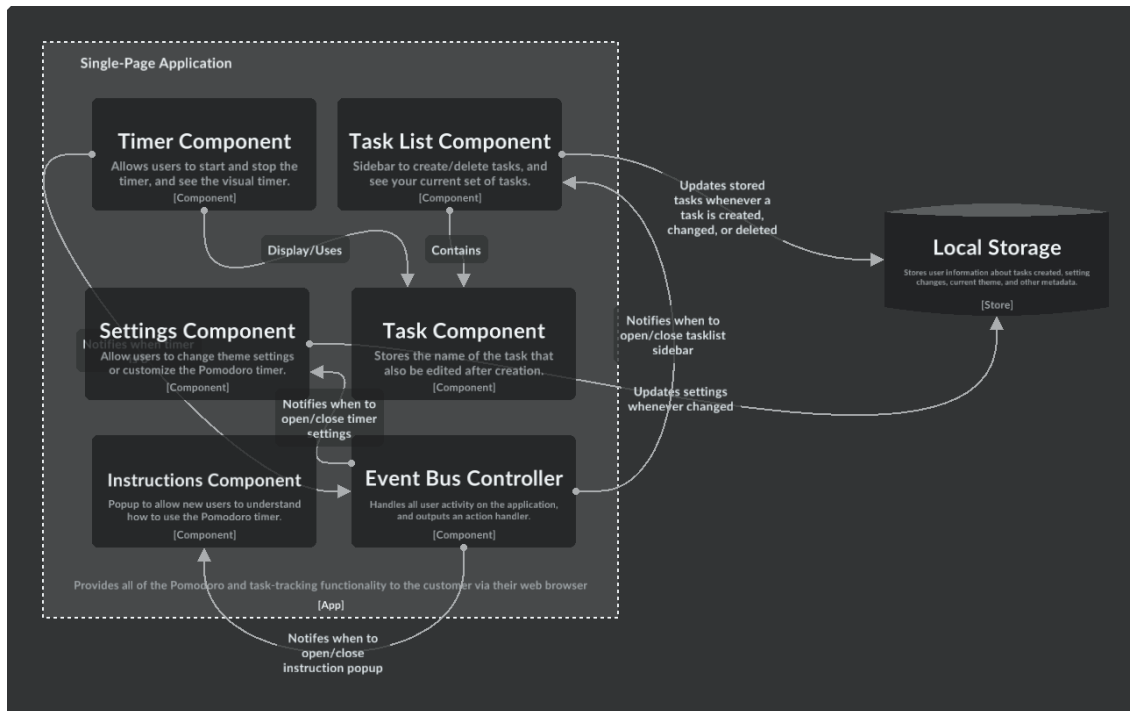 Single-Page Application
Timer Component
Allows users to start and stop the
timer, and see the visual timer.
[Component]
Task List Component
Sidebar to create/delete tasks, and
see your current set of tasks.
[Component]
Updates stored
tasks whenever a
task is created,
changed, or deleted
Local Storage
Stores user information about tasks created, setting
changes, current theme, and other metadata.
[Store]
Display/Uses
Contains
Settings Component
Allow users to change theme settings
or customize the Pomodoro timer.
[Component]
Notifies when timer
Task Component
Stores the name of the task that
also be edited after creation.
[Component]
Notifies when to
open/close tasklist
sidebar
Updates settings
whenever changed
Notifies when to
open/close timer
settings
Instructions Component
Popup to allow new users to understand
how to use the Pomodoro timer.
[Component]
Event Bus Controller
Handles all user activity on the application,
and outputs an action handler.
[Component]
Provides all of the Pomodoro and task-tracking functionality to the customer via their web browser
[App]
Notifes when to
open/close
instruction popup